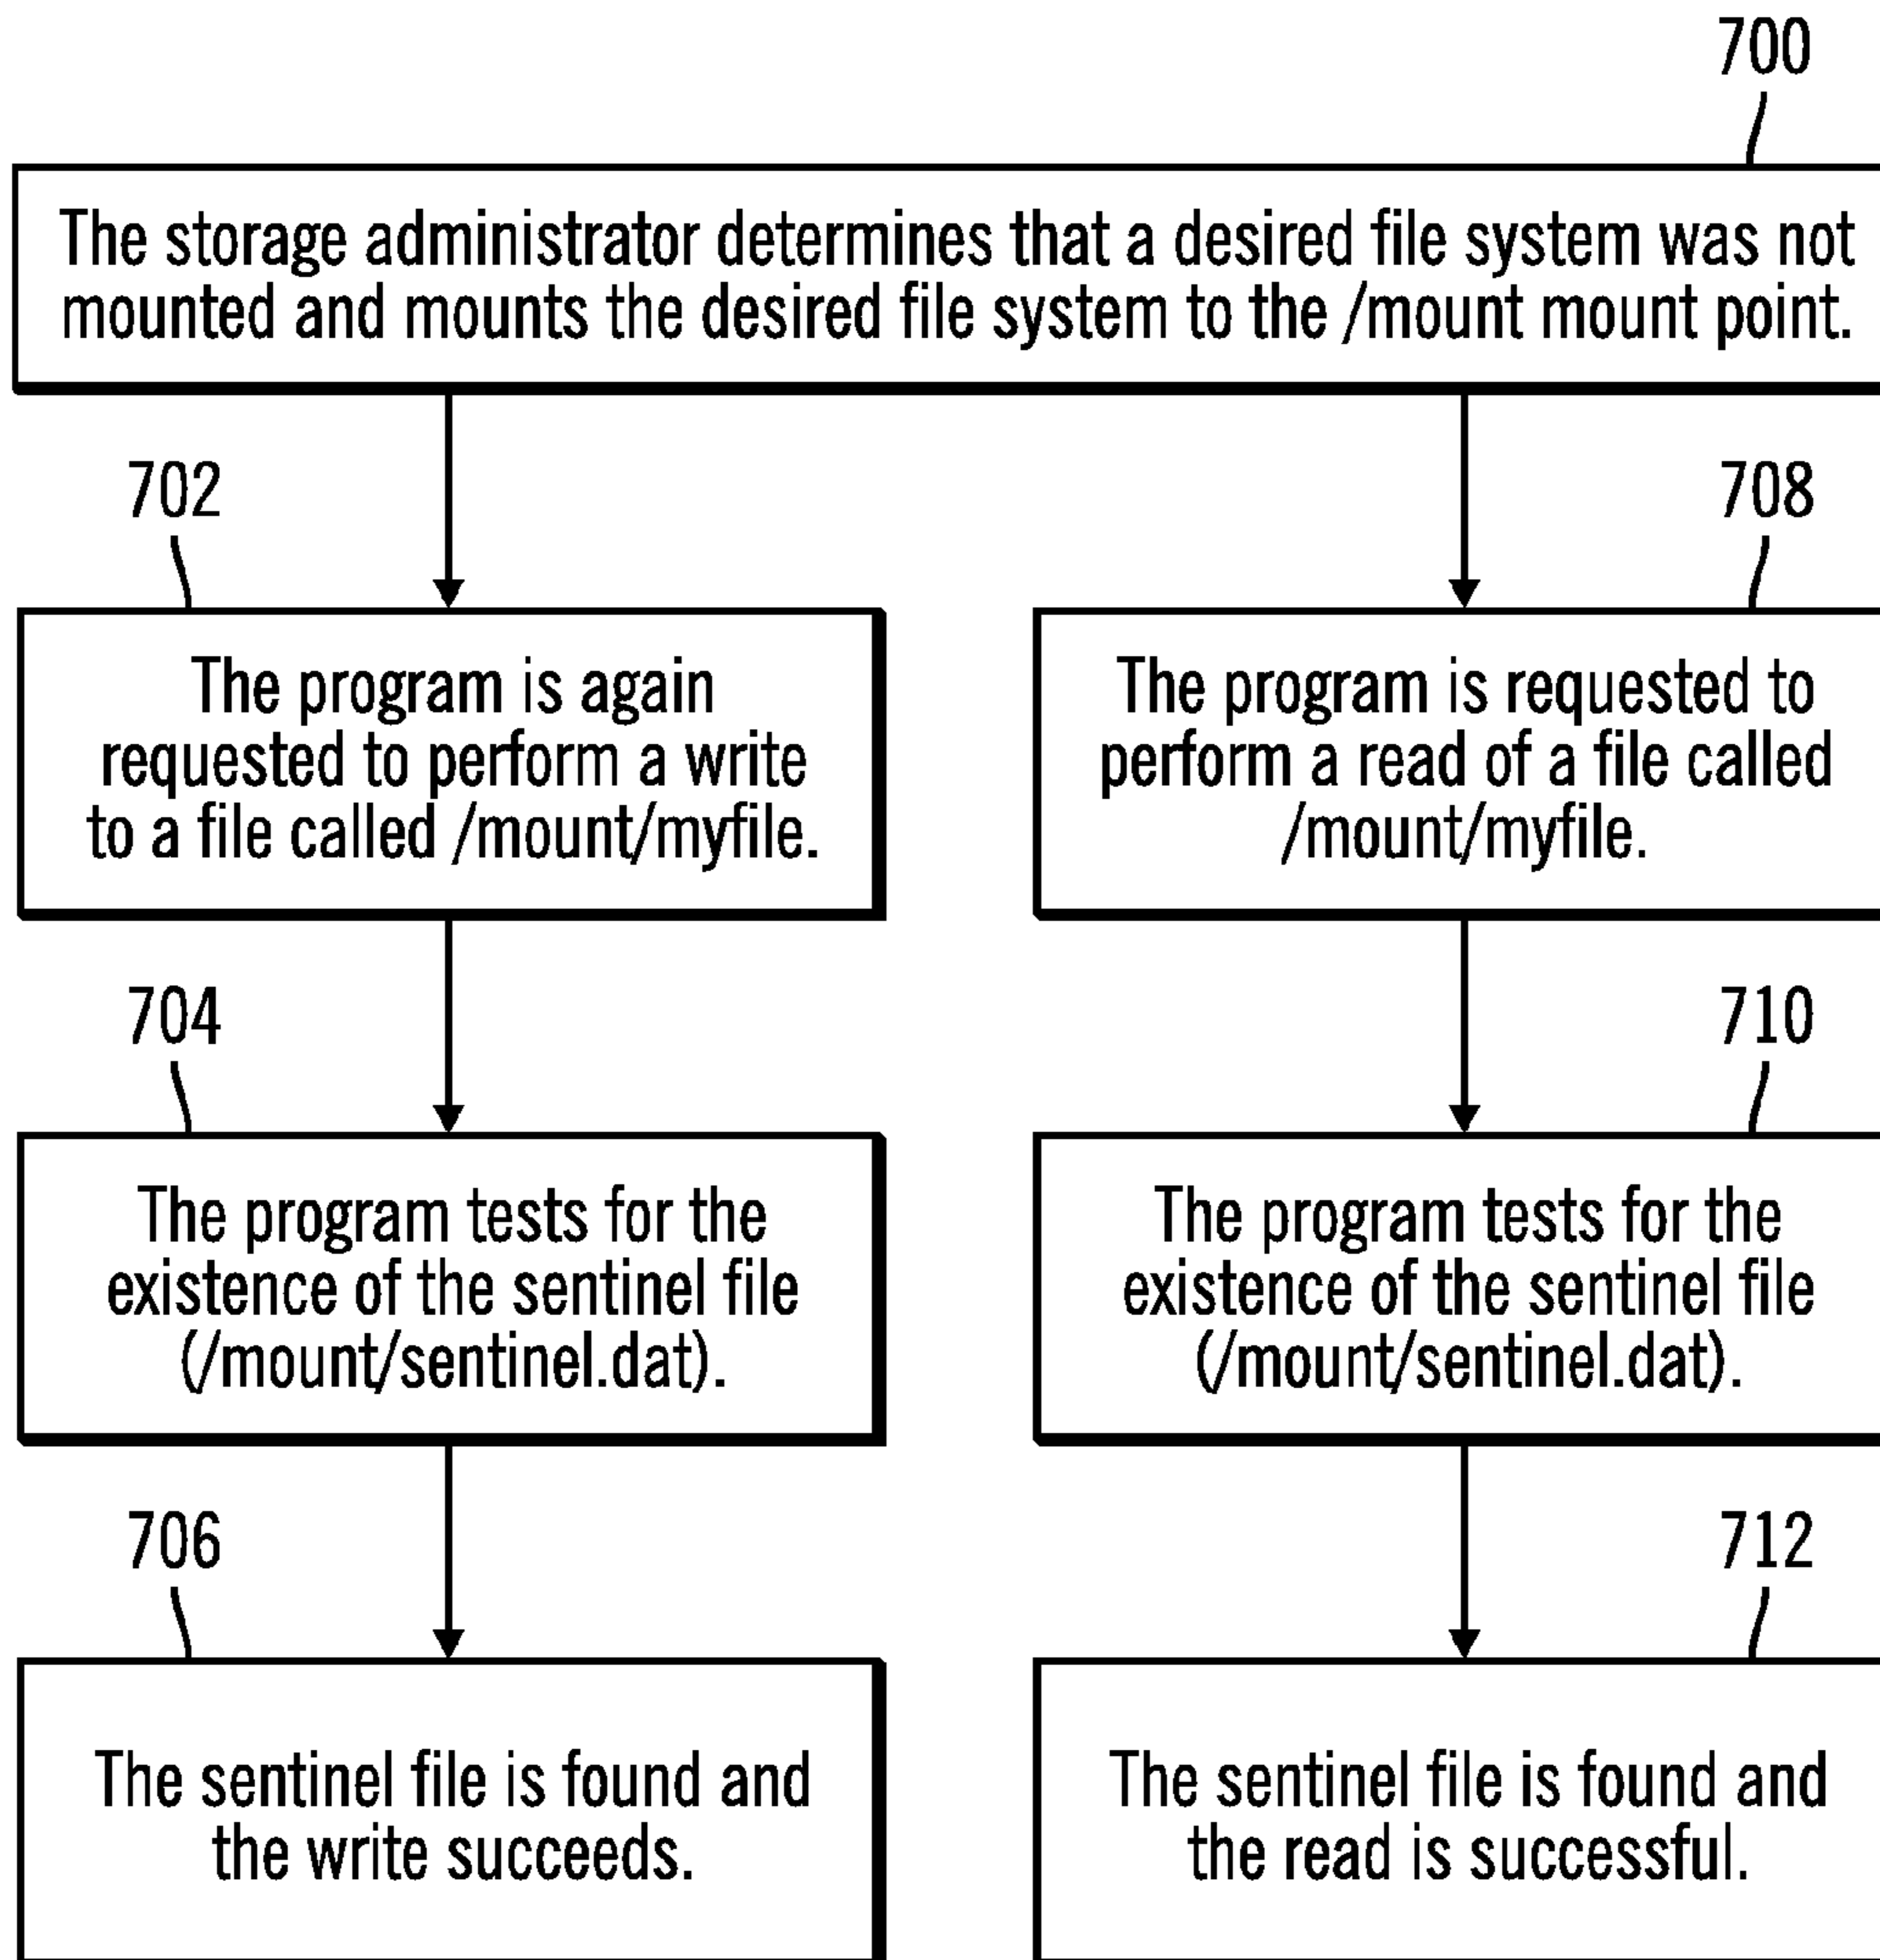 700
The storage administrator determines that a desired file system was not
mounted and mounts the desired file system to the /mount mount point.
702
The program is again
requested to perform a write
to a file called /mount/myfile.
704
The program tests for the
existence of the sentinel file
(/mount/sentinel.dat).
706
The sentinel file is found and
the write succeeds.
708
The program is requested to
perform a read of a file called
/mount/myfile.
710
The program tests for the
existence of the sentinel file
(/mount/sentinel.dat).
712
The sentinel file is found and
the read is successful.